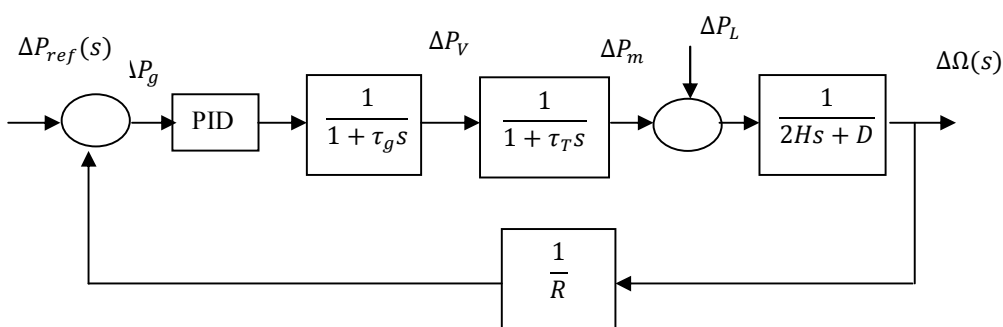 ΔP_L
ΔP_ref(s)
ΔP_V
ΔP_m
ΔΩ(s)
ΔP_g
PID
1
1 + τ_g s
1
1 + τ_T s
1
2Hs + D
1
R